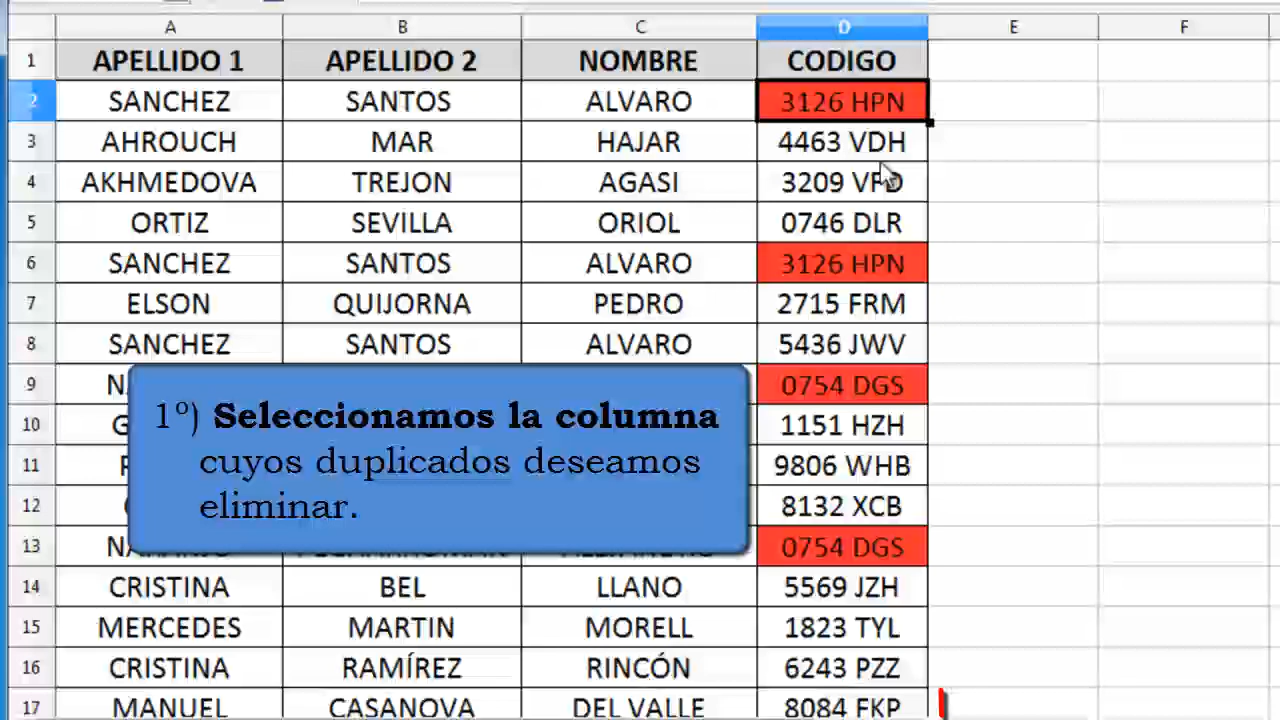 A B C D E F
1 APELLIDO 1 APELLIDO 2 NOMBRE CODIGO
2 SANCHEZ SANTOS ALVARO 3126 HPN
3 AHROUCH MAR HAJAR 4463 VDH
4 AKHMEDOVA TREJON AGASI 3209 VFD
5 ORTIZ SEVILLA ORIOL 0746 DLR
6 SANCHEZ SANTOS ALVARO 3126 HPN
7 ELSON QUIJORNA PEDRO 2715 FRM
8 SANCHEZ SANTOS ALVARO 5436 JWV
9 0754 DGS
10 1151 HZH
11 9806 WHB
12 8132 XCB
13 0754 DGS
1º) Seleccionamos la columna
cuyos duplicados deseamos
eliminar.
14 CRISTINA BEL LLANO 5569 JZH
15 MERCEDES MARTIN MORELL 1823 TYL
16 CRISTINA RAMÍREZ RINCÓN 6243 PZZ
17 MANUEL CASANOVA DEL VALLE 8084 FKP